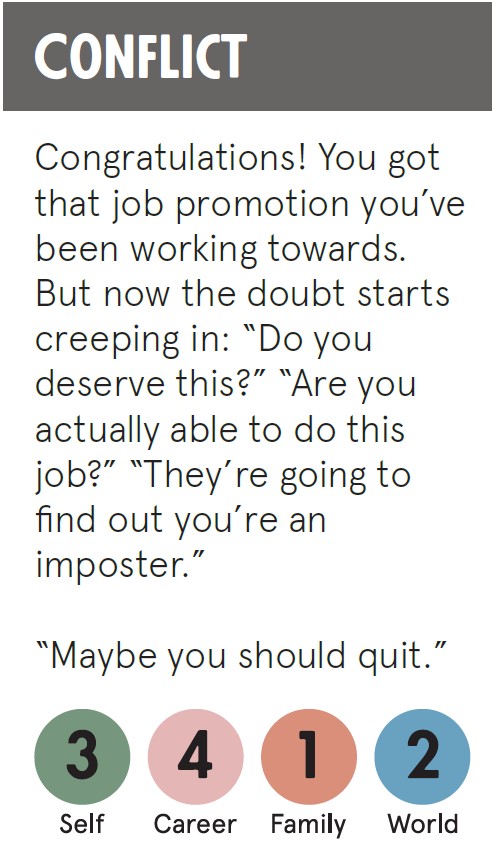 CONFLICT
Congratulations! You got
that job promotion you’ve
been working towards.
But now the doubt starts
creeping in: “Do you
deserve this?” “Are you
actually able to do this
job?” “They’re going to
find out you’re an
imposter.”
“Maybe you should quit.”
3 4 1 2
Self Career Family World